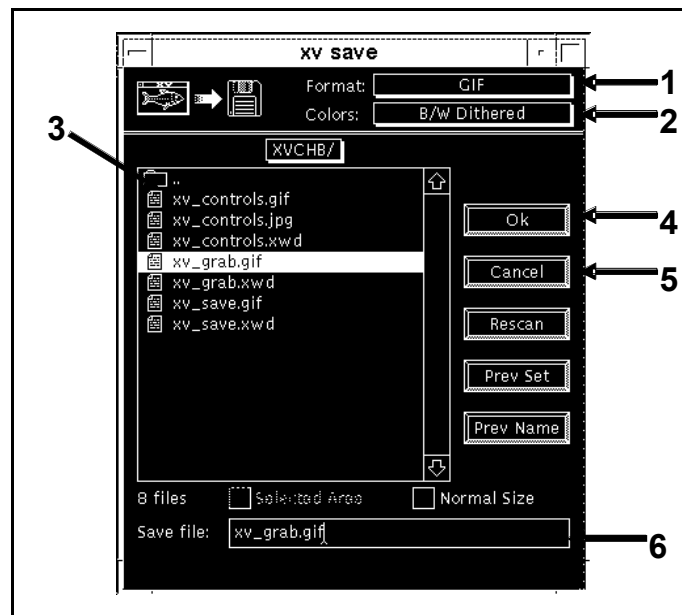 xv save
Format: GIF 1
Colors: B/W Dithered 2
3
XVCHB/
..
xv_controls.gif
xv_controls.jpg
xv_controls.xwd
xv_grab.gif
xv_grab.xwd
xv_save.gif
xv_save.xwd
Ok 4
Cancel 5
Rescan
Prev Set
Prev Name
8 files Selected Area Normal Size
Save file: xv_grab.gif 6